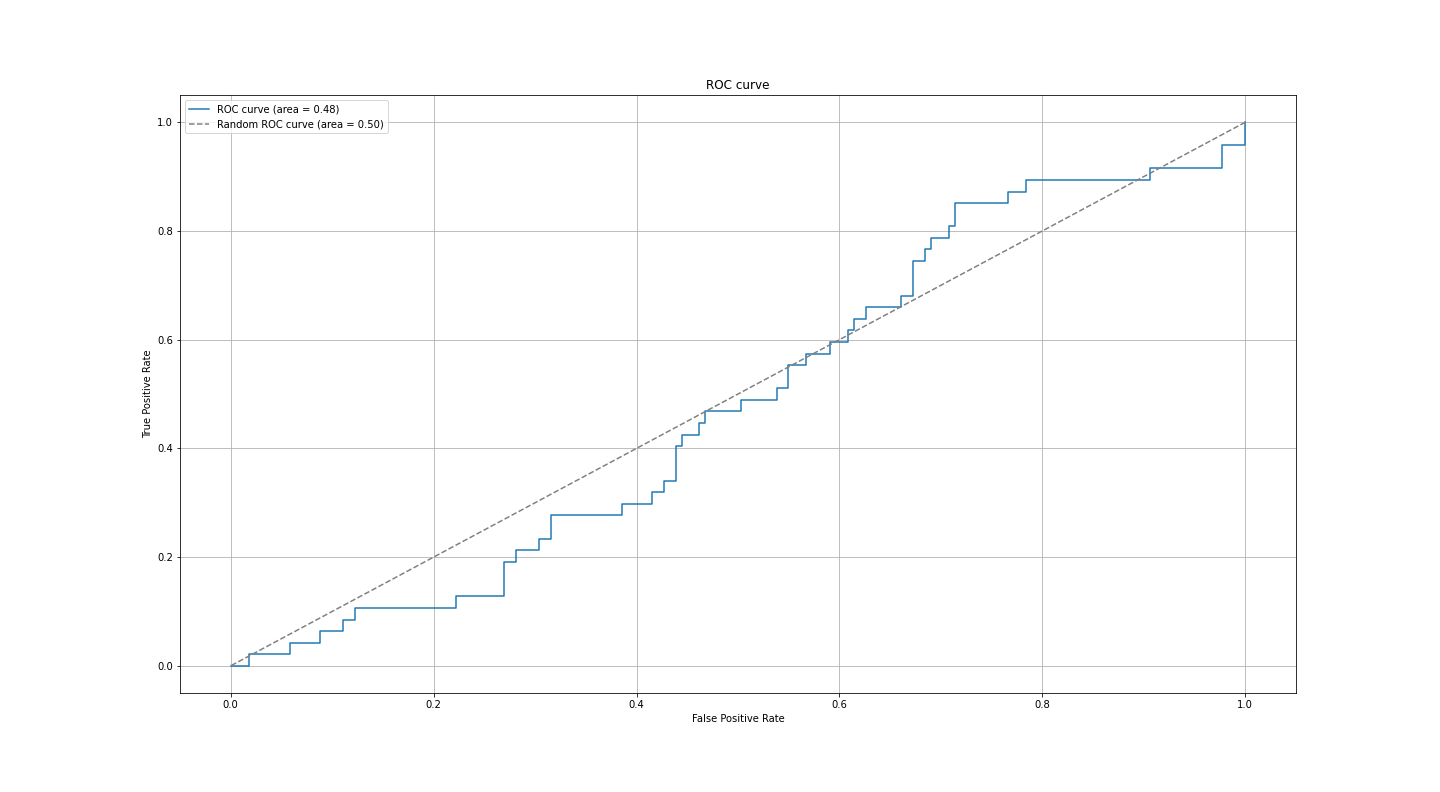 ROC curve
ROC curve (area = 0.48)
Random ROC curve (area = 0.50)
1.0
0.8
0.6
0.4
0.2
0.0
True Positive Rate
0.0 0.2 0.4 0.6 0.8 1.0
False Positive Rate